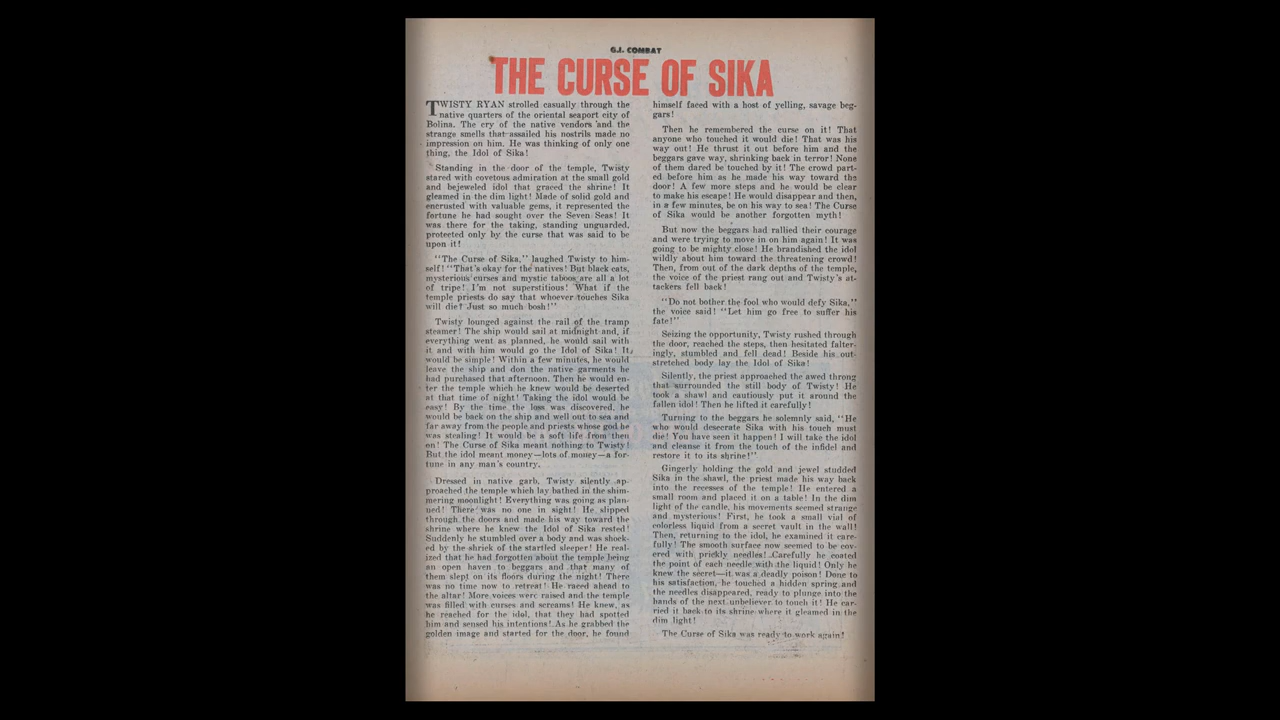 G.I. COMBAT
THE CURSE OF SIKA
TWISTY RYAN strolled casually through the
native quarters of the oriental seaport city of
Bolina. The cry of the native vendors and the
strange smells that assailed his nostrils made no
impression on him. He was thinking of only one
thing, the Idol of Sika!
Standing in the door of the temple, Twisty
stared with covetous admiration at the small gold
and bejeweled idol that graced the shrine! It
gleamed in the dim light! Made of solid gold and
encrusted with valuable gems, it represented the
fortune he had sought over the Seven Seas! It
was there for the taking, standing unguarded,
protected only by the curse that was said to be
upon it!
"The Curse of Sika," laughed Twisty to him-
self! "That's okay for the natives! But black cats,
mysterious curses and mystic taboos are all a lot
of tripe! I'm not superstitious! What if the
temple priests do say that whoever touches Sika
will die? Just so much bosh!"
Twisty lounged against the rail of the tramp
steamer! The ship would sail at midnight and, if
everything went as planned, he would sail with
it and with him would go the Idol of Sika! It
would be simple! Within a few minutes, he would
leave the ship and don the native garments he
had purchased that afternoon. Then he would en-
ter the temple which he knew would be deserted
at that time of night! Taking the idol would be
easy! By the time the loss was discovered, he
would be back on the ship and well out to sea and
far away from the people and priests whose god he
was stealing! It would be a soft life from then
on! The Curse of Sika meant nothing to Twisty!
But the idol meant money—lots of money—a for-
tune in any man's country.
Dressed in native garb, Twisty silently ap-
proached the temple which lay bathed in the shim-
mering moonlight! Everything was going as plan-
ned! There was no one in sight! He slipped
through the doors and made his way toward the
shrine where he knew the Idol of Sika rested!
Suddenly he stumbled over a body and was shock-
ed by the shriek of the startled sleeper! He real-
ized that he had forgotten about the temple being
an open haven to beggars and that many of
them slept on its floors during the night! There
was no time now to retreat! He raced ahead to
the altar! More voices were raised and the temple
was filled with curses and screams! He knew, as
he reached for the idol, that they had spotted
him and sensed his intentions! As he grabbed the
golden image and started for the door, he found
himself faced with a host of yelling, savage beg-
gars!
Then he remembered the curse on it! That
anyone who touched it would die! That was his
way out! He thrust it out before him and the
beggars gave way, shrinking back in terror! None
of them dared be touched by it! The crowd part-
ed before him as he made his way toward the
door! A few more steps and he would be clear
to make his escape! He would disappear and then,
in a few minutes, be on his way to sea! The Curse
of Sika would be another forgotten myth!
But now the beggars had rallied their courage
and were trying to move in on him again! It was
going to be mighty close! He brandished the idol
wildly about him toward the threatening crowd!
Then, from out of the dark depths of the temple,
the voice of the priest rang out and Twisty's at-
tackers fell back!
"Do not bother the fool who would defy Sika,"
the voice said! "Let him go free to suffer his
fate!"
Seizing the opportunity, Twisty rushed through
the door, reached the steps, then hesitated falter-
ingly, stumbled and fell dead! Beside his out-
stretched body lay the Idol of Sika!
Silently, the priest approached the awed throng
that surrounded the still body of Twisty! He
took a shawl and cautiously put it around the
fallen idol! Then he lifted it carefully!
Turning to the beggars he solemnly said, "He
who would desecrate Sika with his touch must
die! You have seen it happen! I will take the idol
and cleanse it from the touch of the infidel and
restore it to its shrine!"
Gingerly holding the gold and jewel studded
Sika in the shawl, the priest made his way back
into the recesses of the temple! He entered a
small room and placed it on a table! In the dim
light of the candle, his movements seemed strange
and mysterious! First, he took a small vial of
colorless liquid from a secret vault in the wall!
Then, returning to the idol, he examined it care-
fully! The smooth surface now seemed to be cov-
ered with prickly needles! Carefully he coated
the point of each needle with the liquid! Only he
knew the secret—it was a deadly poison! Done to
his satisfaction, he touched a hidden spring and
the needles disappeared, ready to plunge into the
hands of the next unbeliever to touch it! He car-
ried it back to its shrine where it gleamed in the
dim light!
The Curse of Sika was ready to work again!